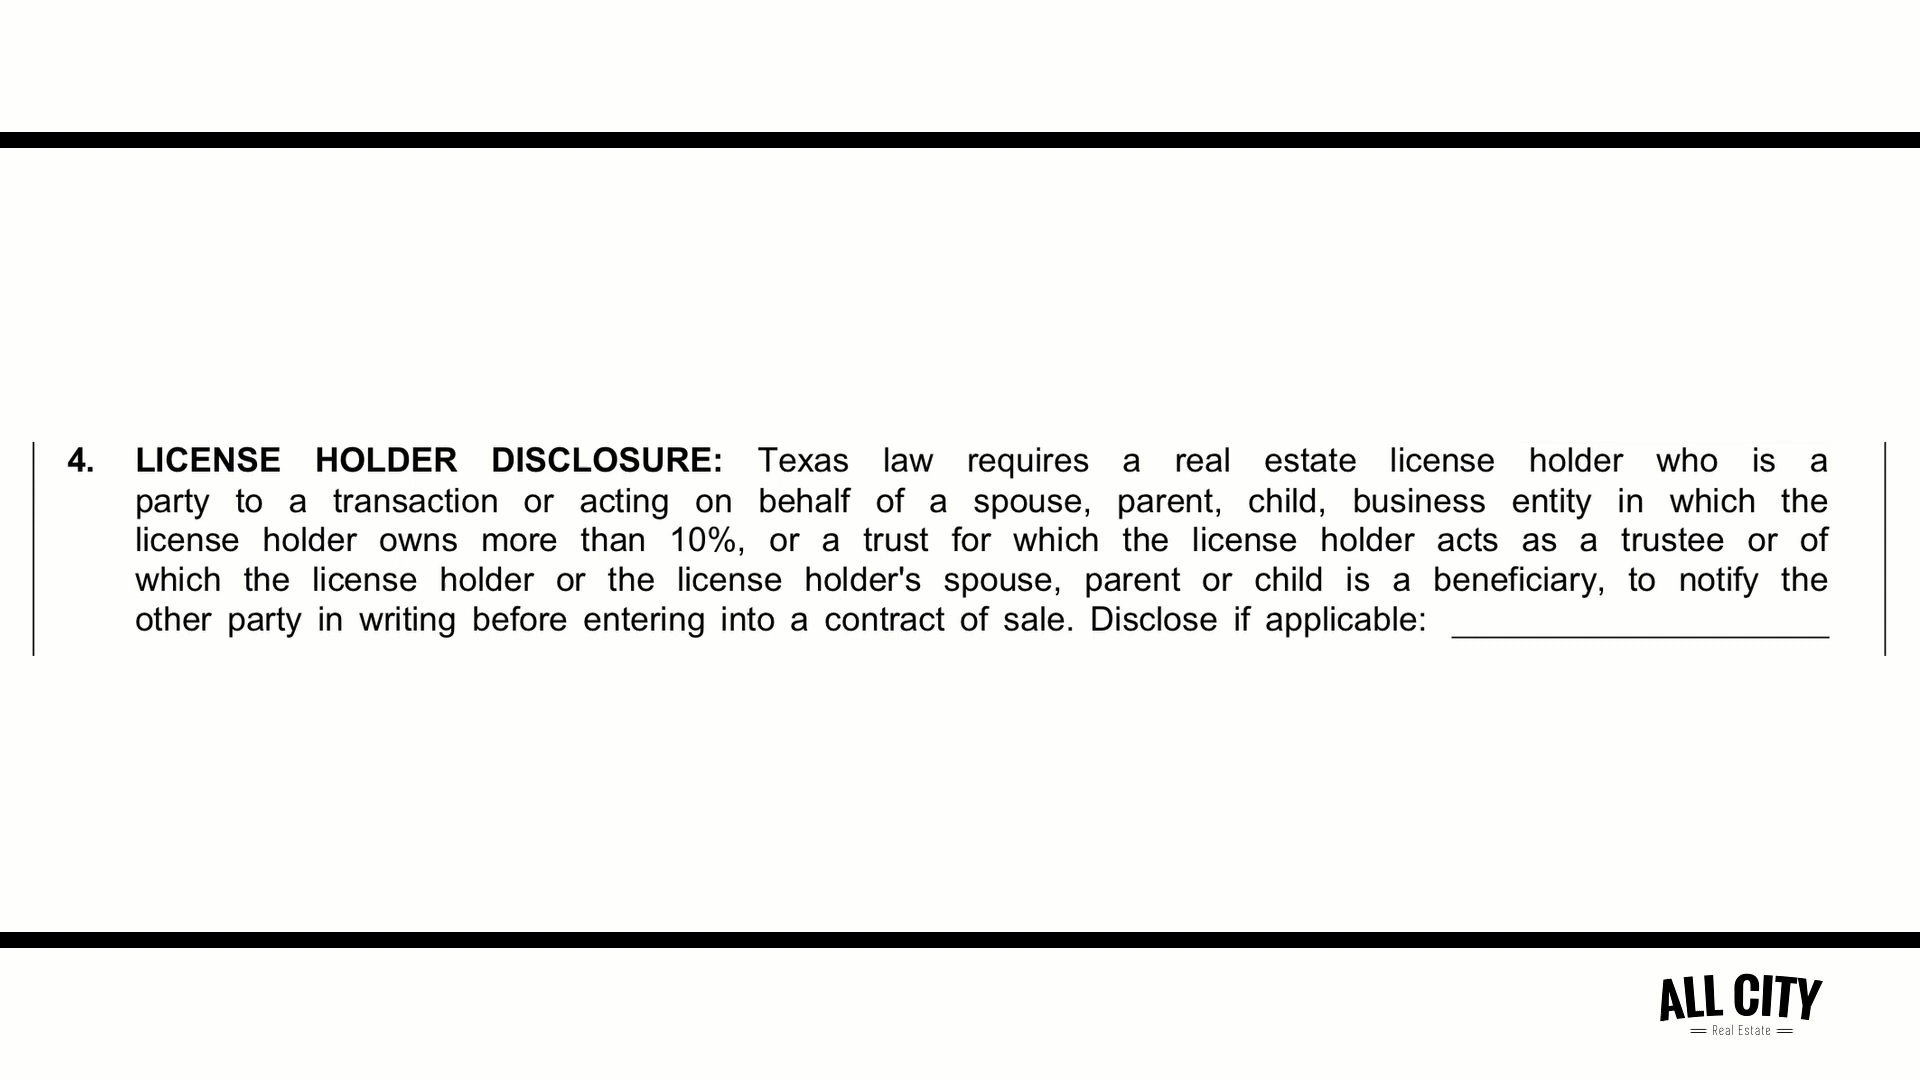 4. LICENSE HOLDER DISCLOSURE: Texas law requires a real estate license holder who is a
party to a transaction or acting on behalf of a spouse, parent, child, business entity in which the
license holder owns more than 10%, or a trust for which the license holder acts as a trustee or of
which the license holder or the license holder's spouse, parent or child is a beneficiary, to notify the
other party in writing before entering into a contract of sale. Disclose if applicable:
ALL CITY
Real Estate